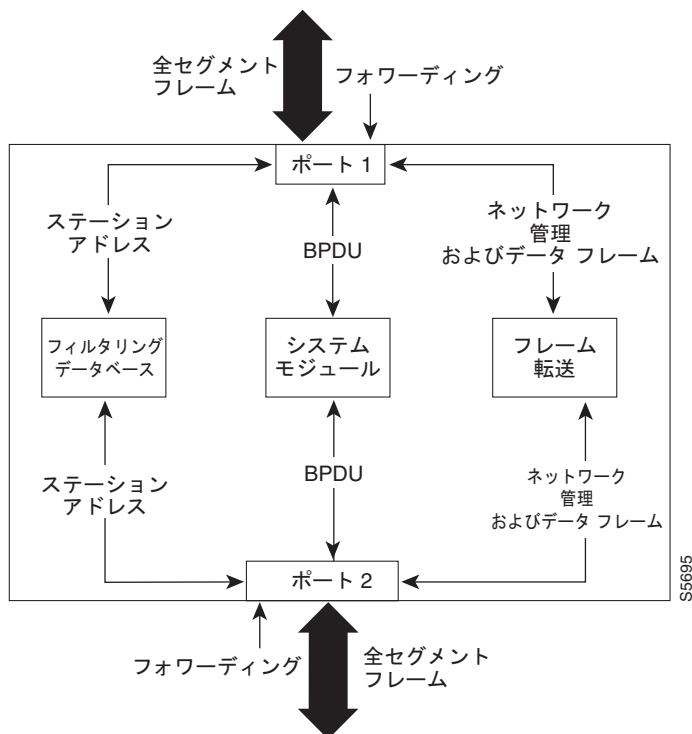 全セグメント
フレーム
フォワーディング
ポート 1
ステーション
アドレス
BPDU
ネットワーク
管理
およびデータ フレーム
フィルタリング
データベース
システム
モジュール
フレーム
転送
ステーション
アドレス
BPDU
ネットワーク
管理
およびデータ フレーム
ポート 2
S5695
フォワーディング
全セグメント
フレーム